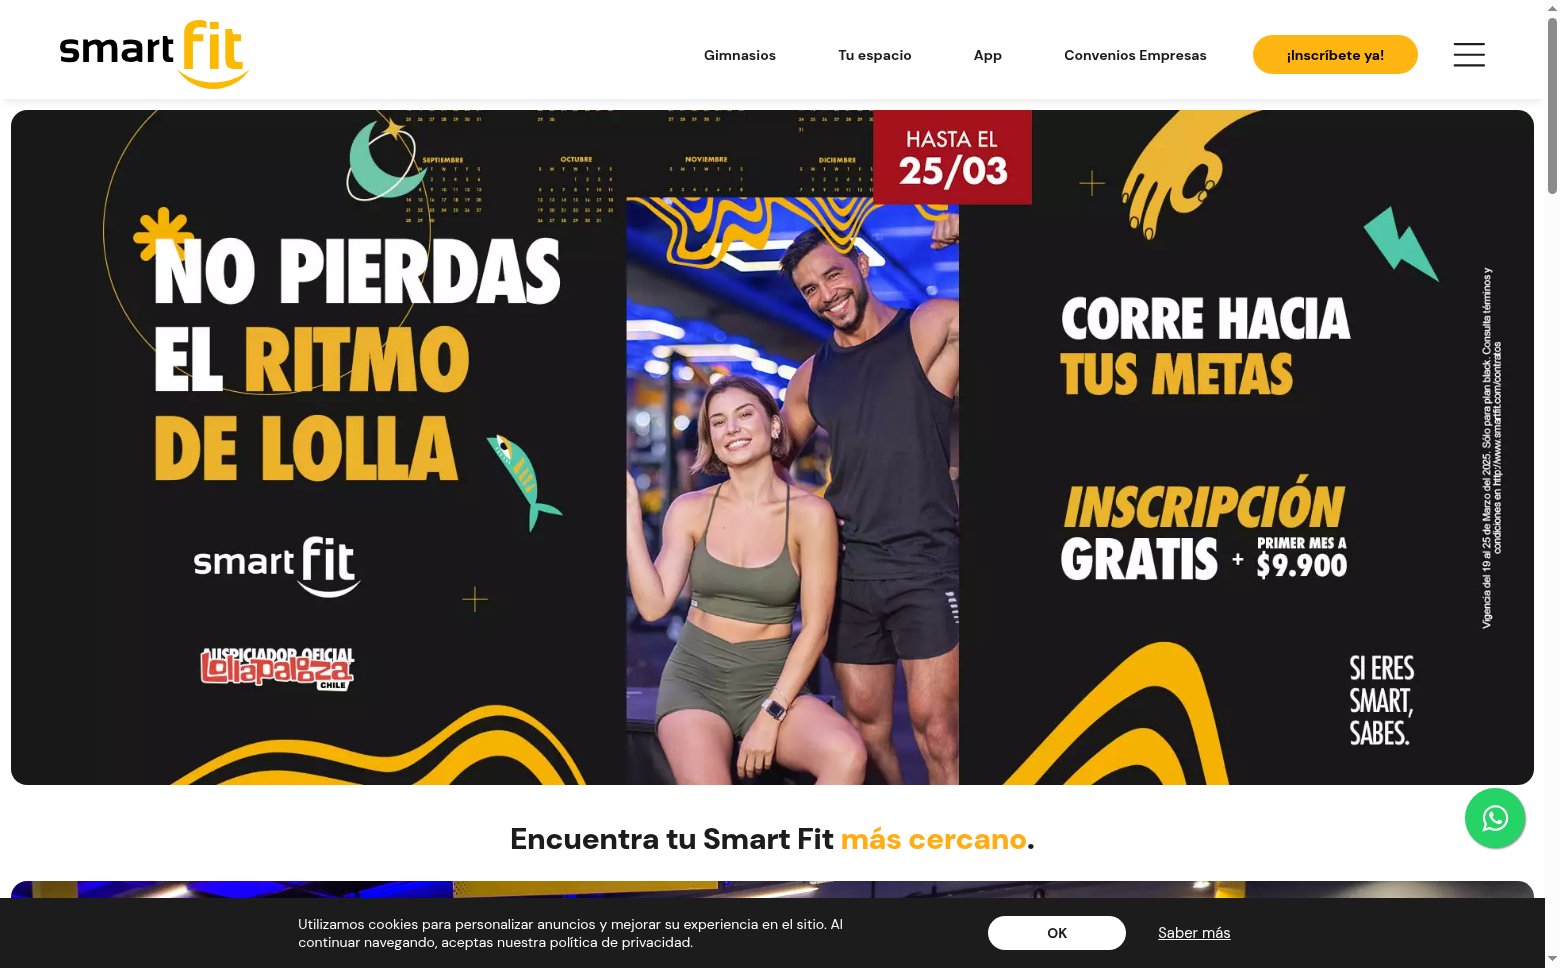 smart fit
Gimnasios
Tu espacio
App
Convenios Empresas
¡Inscríbete ya!
SEPTIEMBRE
OCTUBRE
NOVIEMBRE
DICIEMBRE
HASTA EL
25/03
NO PIERDAS
EL RITMO
DE LOLLA
smart fit
AUSPICIADOR OFICIAL
Lollapalooza
CHILE
CORRE HACIA
TUS METAS
INSCRIPCIÓN
GRATIS + PRIMER MES A
$9.900
SI ERES
SMART,
SABES.
Vigencia del 19 al 25 de Marzo del 2025. Sólo para plan black. Consulta términos y
condiciones en http://www.smartfit.com/contratos
Encuentra tu Smart Fit más cercano.
Utilizamos cookies para personalizar anuncios y mejorar su experiencia en el sitio. Al
continuar navegando, aceptas nuestra política de privacidad.
OK
Saber más